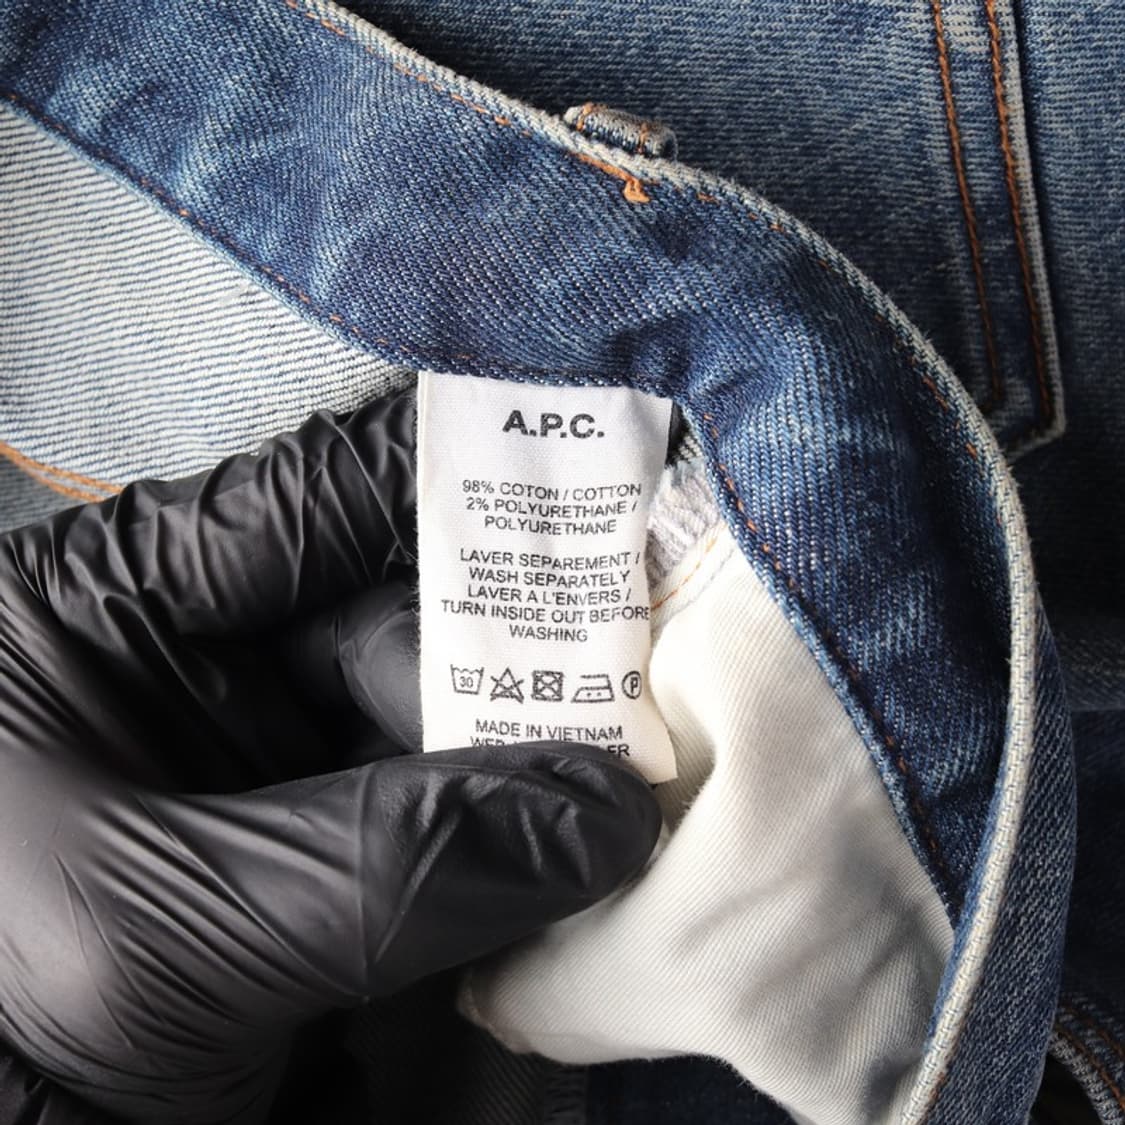 A.P.C.
98% COTON / COTTON
2% POLYURETHANE /
POLYURETHANE
LAVER SEPAREMENT /
WASH SEPARATELY
LAVER A L'ENVERS /
TURN INSIDE OUT BEFORE
WASHING
30
P
MADE IN VIETNAM